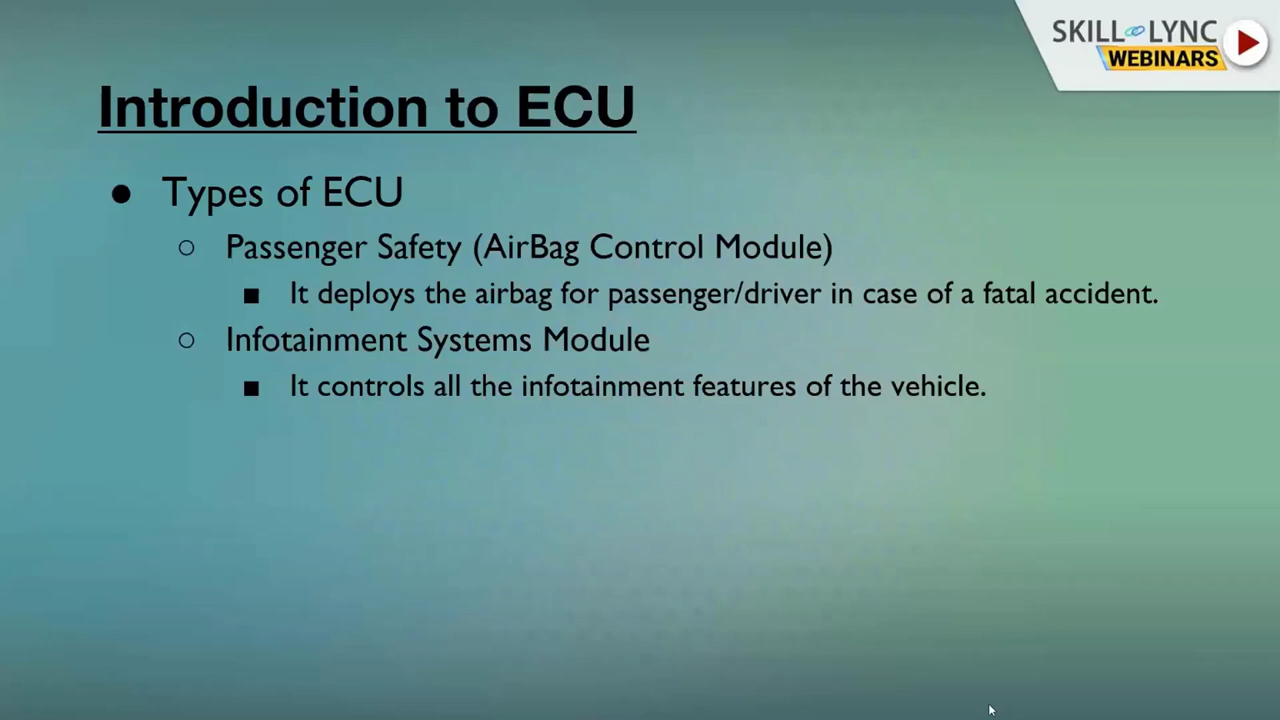 SKILL LYNC
WEBINARS
Introduction to ECU
● Types of ECU
○ Passenger Safety (AirBag Control Module)
■ It deploys the airbag for passenger/driver in case of a fatal accident.
○ Infotainment Systems Module
■ It controls all the infotainment features of the vehicle.